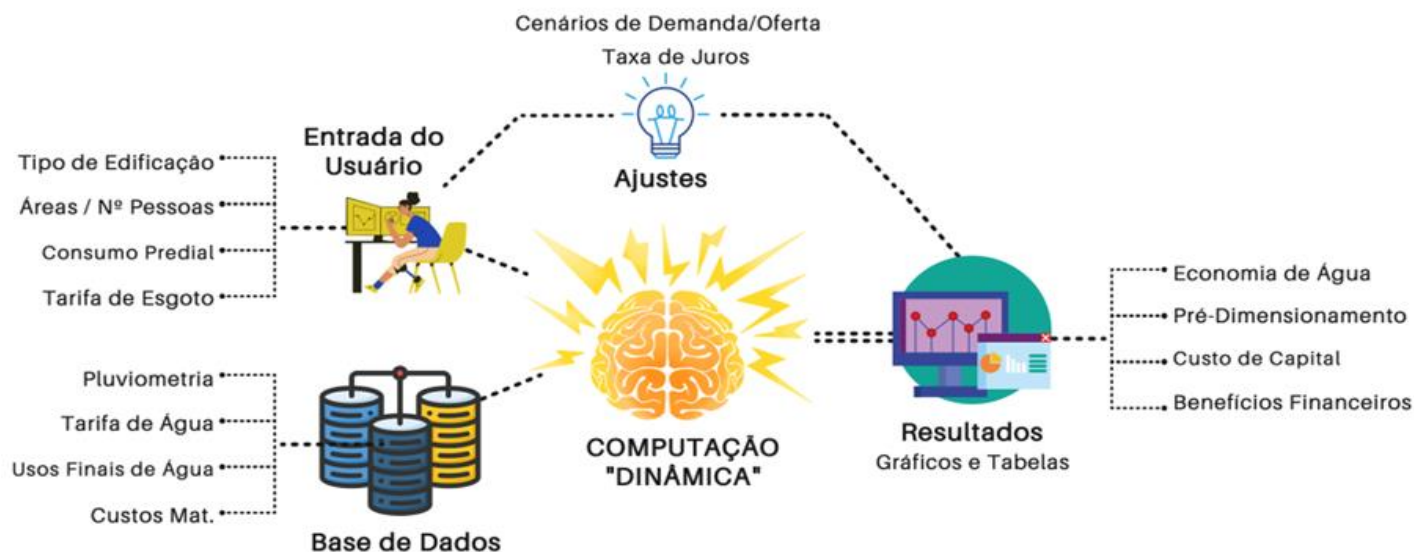 Cenários de Demanda/Oferta
Taxa de Juros
Ajustes
Entrada do
Usuário
Tipo de Edificação
Áreas / Nº Pessoas
Consumo Predial
Tarifa de Esgoto
Pluviometria
Tarifa de Água
Usos Finais de Água
Custos Mat.
Base de Dados
COMPUTAÇÃO
"DINÂMICA"
Resultados
Gráficos e Tabelas
Economia de Água
Pré-Dimensionamento
Custo de Capital
Benefícios Financeiros